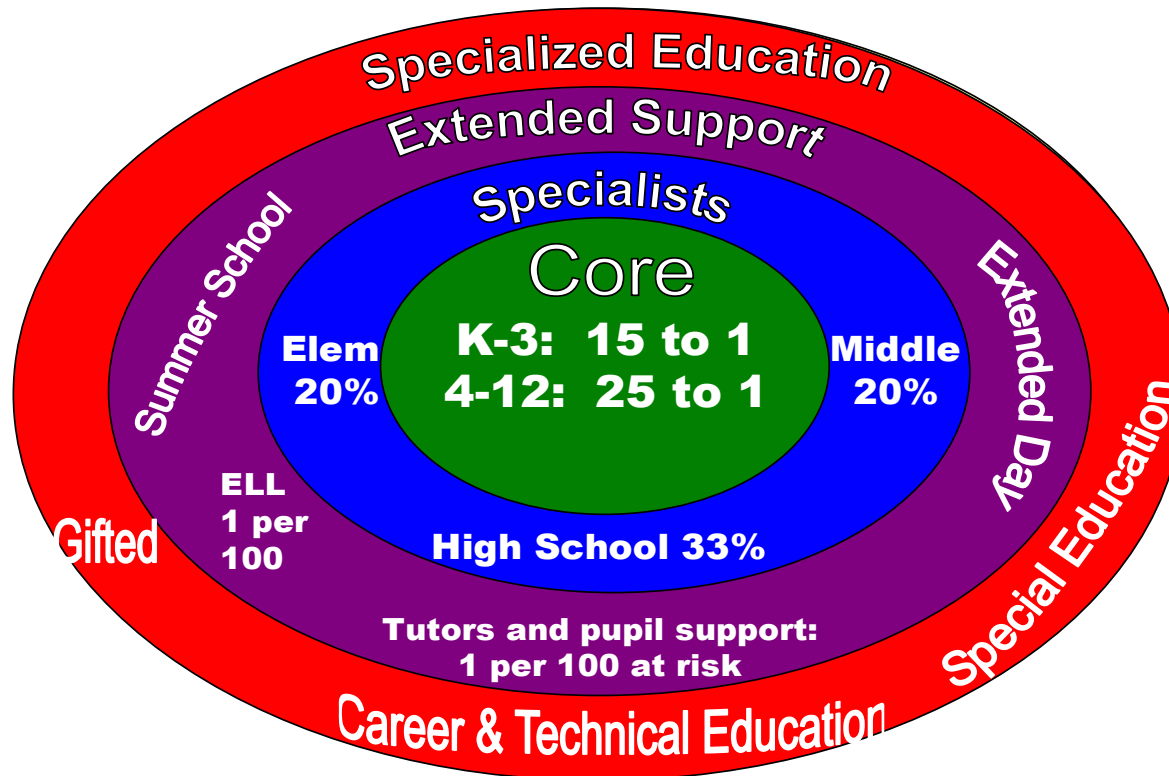 Specialized Education
Extended Support
Specialists
Core
K-3: 15 to 1
4-12: 25 to 1
Elem
20%
Middle
20%
High School 33%
Summer School
Extended Day
ELL
1 per
100
Tutors and pupil support:
1 per 100 at risk
Gifted
Career & Technical Education
Special Education